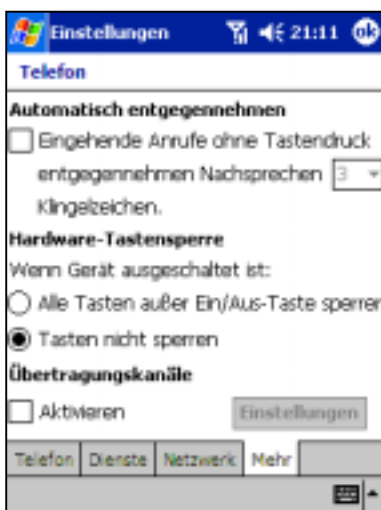 Einstellungen 21:11 ok
Telefon
Automatisch entgegennehmen
Eingehende Anrufe ohne Tastendruck
entgegennehmen Nachsprechen 3
Klingelzeichen.
Hardware-Tastensperre
Wenn Gerät ausgeschaltet ist:
Alle Tasten außer Ein/Aus-Taste sperren
Tasten nicht sperren
Übertragungskanäle
Aktivieren Einstellungen
Telefon Dienste Netzwerk Mehr